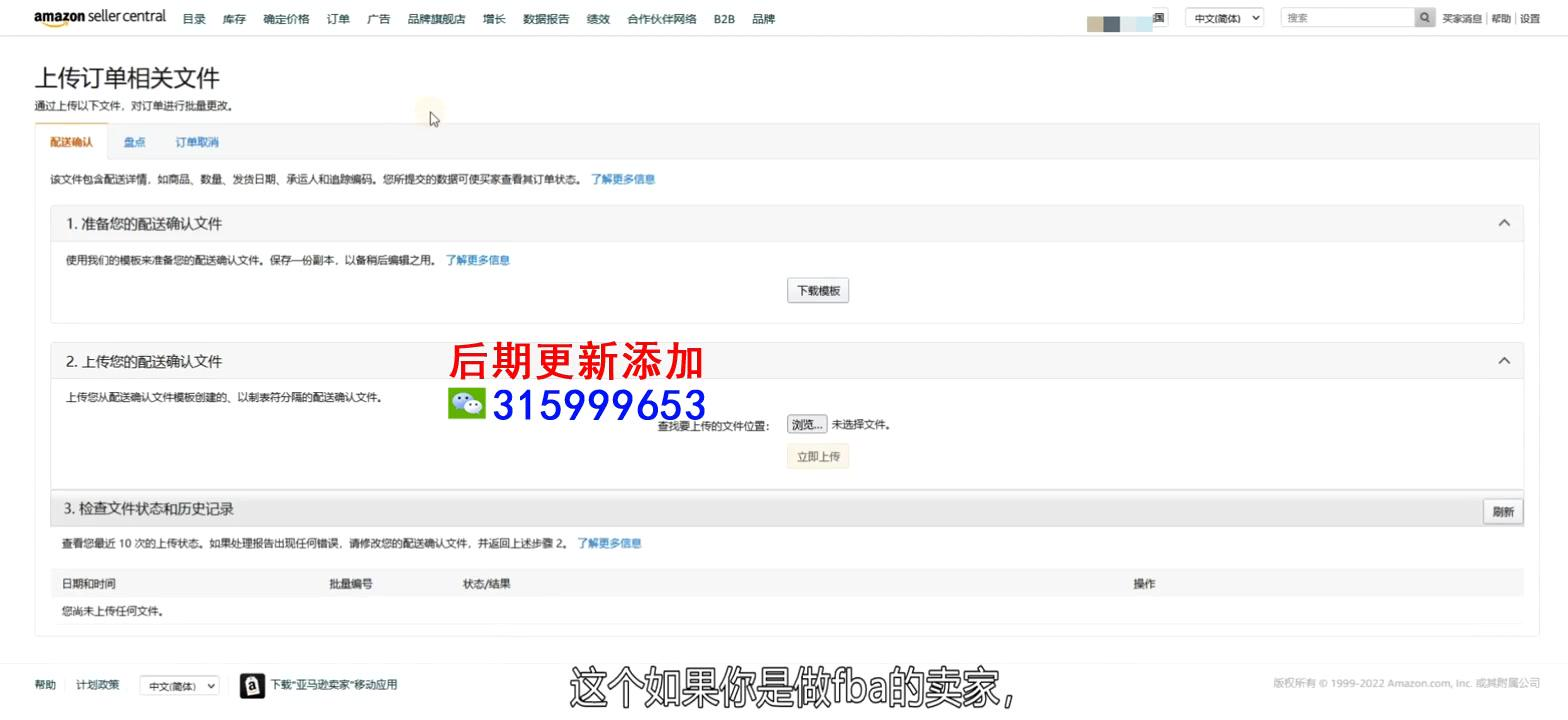 amazon seller central 目录 库存 确定价格 订单 广告 品牌旗舰店 增长 数据报告 绩效 合作伙伴网络 B2B 品牌 国 中文(简体) 搜索 买家消息 帮助 设置
上传订单相关文件
通过上传以下文件，对订单进行批量更改。
配送确认 盘点 订单取消
该文件包含配送详情，如商品、数量、发货日期、承运人和追踪编码。您所提交的数据可使买家查看其订单状态。 了解更多信息
1. 准备您的配送确认文件
使用我们的模板来准备您的配送确认文件。保存一份副本，以备稍后编辑之用。 了解更多信息
下载模板
2. 上传您的配送确认文件
后期更新添加
上传您从配送确认文件模板创建的、以制表符分隔的配送确认文件。
315999653
查找要上传的文件位置： 浏览... 未选择文件。
立即上传
3. 检查文件状态和历史记录 刷新
查看您最近 10 次的上传状态。如果处理报告出现任何错误，请修改您的配送确认文件，并返回上述步骤 2。 了解更多信息
日期和时间 批量编号 状态/结果 操作
您尚未上传任何文件。
帮助 计划政策 中文(简体) a 下载“亚马逊卖家”移动应用 版权所有 © 1999-2022 Amazon.com, Inc. 或其附属公司
这个如果你是做fba的卖家，